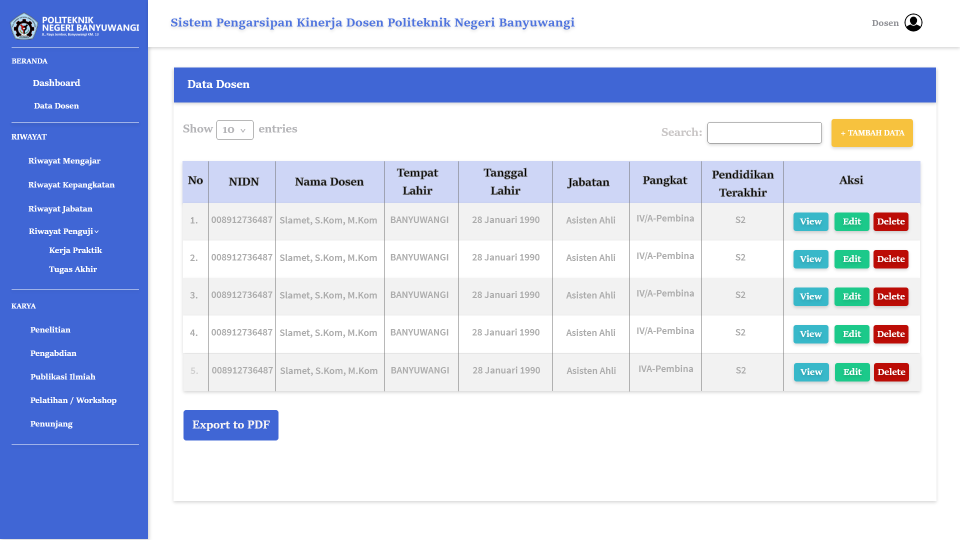 POLITEKNIK
NEGERI BANYUWANGI
BERANDA
Dashboard
Data Dosen
RIWAYAT
Riwayat Mengajar
Riwayat Kepangkatan
Riwayat Jabatan
Riwayat Penguji
Kerja Praktik
Tugas Akhir
KARYA
Penelitian
Pengabdian
Publikasi Ilmiah
Pelatihan / Workshop
Penunjang
Sistem Pengarsipan Kinerja Dosen Politeknik Negeri Banyuwangi
Dosen
Data Dosen
Show 10 entries
Search:
+ TAMBAH DATA
No NIDN Nama Dosen Tempat Lahir Tanggal Lahir Jabatan Pangkat Pendidikan Terakhir Aksi
1. 008912736487 Slamet, S.Kom, M.Kom BANYUWANGI 28 Januari 1990 Asisten Ahli IV/A-Pembina S2 View Edit Delete
2. 008912736487 Slamet, S.Kom, M.Kom BANYUWANGI 28 Januari 1990 Asisten Ahli IV/A-Pembina S2 View Edit Delete
3. 008912736487 Slamet, S.Kom, M.Kom BANYUWANGI 28 Januari 1990 Asisten Ahli IV/A-Pembina S2 View Edit Delete
4. 008912736487 Slamet, S.Kom, M.Kom BANYUWANGI 28 Januari 1990 Asisten Ahli IV/A-Pembina S2 View Edit Delete
5. 008912736487 Slamet, S.Kom, M.Kom BANYUWANGI 28 Januari 1990 Asisten Ahli IVA-Pembina S2 View Edit Delete
Export to PDF